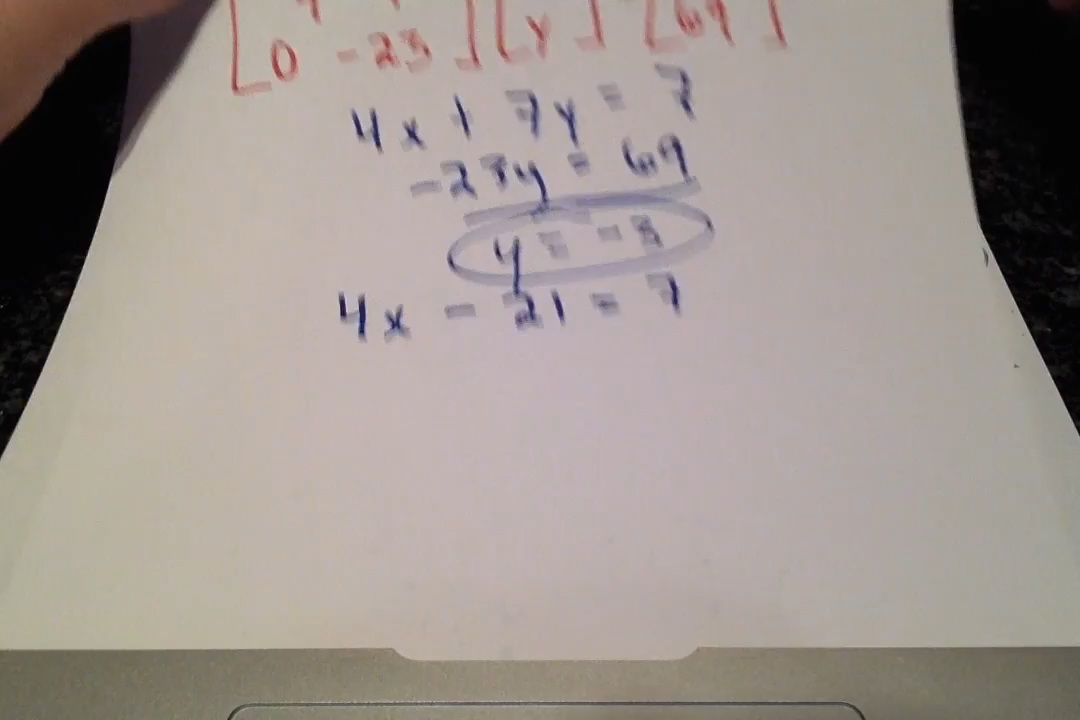 [0 -23] [y] [69]
4x + 7y = 7
-23y = 69
y = -3
4x - 21 = 7